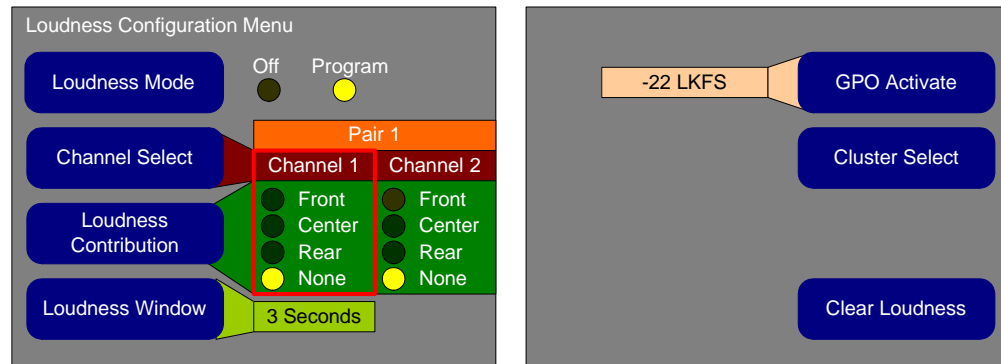 Loudness Configuration Menu
Loudness Mode
Off
Program
Channel Select
Pair 1
Channel 1
Channel 2
Loudness
Contribution
Front
Center
Rear
None
Front
Center
Rear
None
Loudness Window
3 Seconds
-22 LKFS
GPO Activate
Cluster Select
Clear Loudness